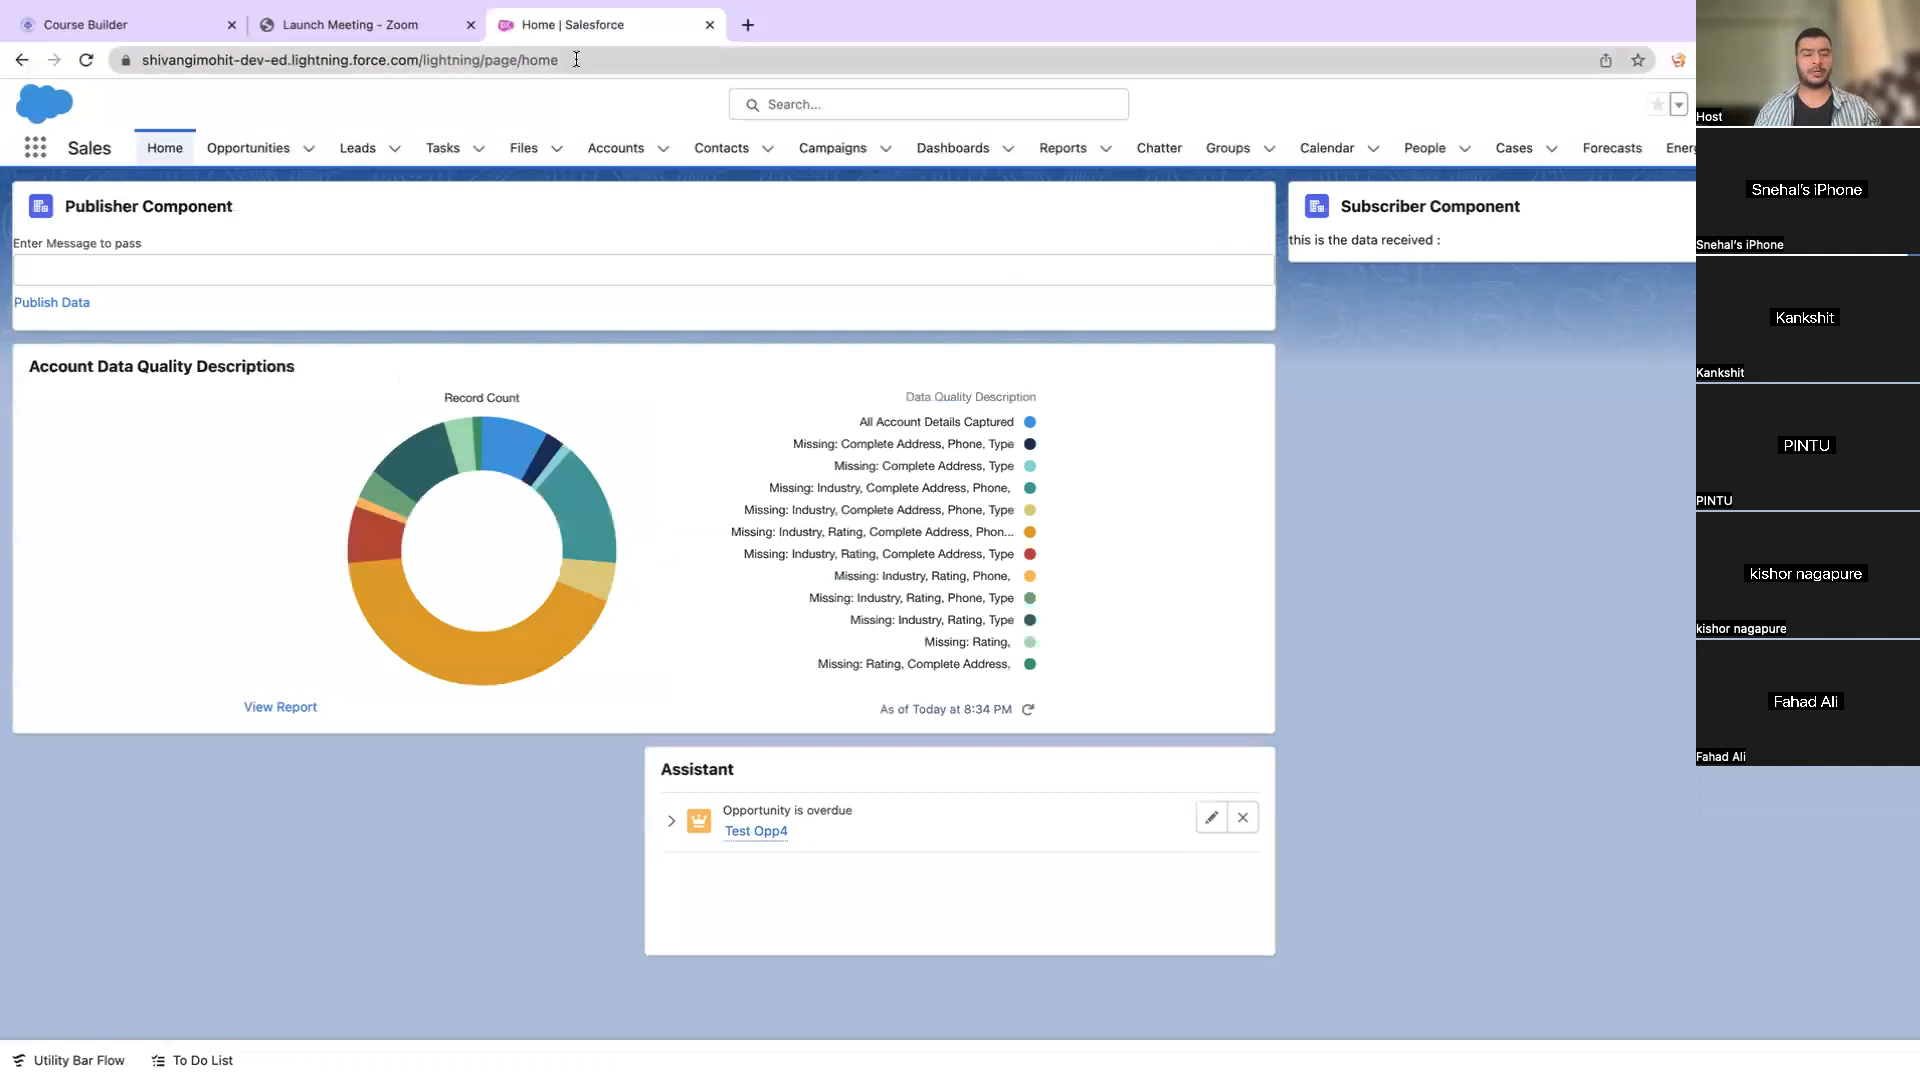 Course Builder
Launch Meeting - Zoom
Home | Salesforce
shivangimohit-dev-ed.lightning.force.com/lightning/page/home
Search...
Sales
Home
Opportunities
Leads
Tasks
Files
Accounts
Contacts
Campaigns
Dashboards
Reports
Chatter
Groups
Calendar
People
Cases
Forecasts
Publisher Component
Enter Message to pass
Publish Data
Subscriber Component
this is the data received :
Account Data Quality Descriptions
Record Count
Data Quality Description
All Account Details Captured
Missing: Complete Address, Phone, Type
Missing: Complete Address, Type
Missing: Industry, Complete Address, Phone,
Missing: Industry, Complete Address, Phone, Type
Missing: Industry, Rating, Complete Address, Phon...
Missing: Industry, Rating, Complete Address, Type
Missing: Industry, Rating, Phone,
Missing: Industry, Rating, Phone, Type
Missing: Industry, Rating, Type
Missing: Rating,
Missing: Rating, Complete Address,
View Report
As of Today at 8:34 PM
Assistant
Opportunity is overdue
Test Opp4
Utility Bar Flow
To Do List
Host
Snehal's iPhone
Snehal's iPhone
Kankshit
Kankshit
PINTU
PINTU
kishor nagapure
kishor nagapure
Fahad Ali
Fahad Ali